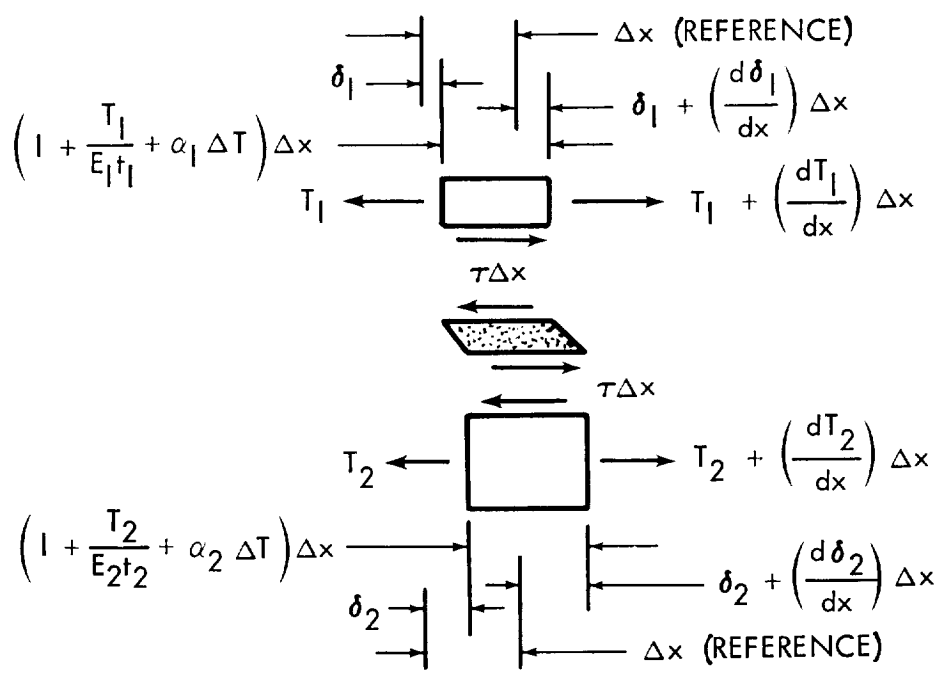 Δx (REFERENCE)
δ₁
δ₁ + (dδ₁/dx) Δx
(1 + T₁/E₁t₁ + α₁ ΔT) Δx
T₁
T₁ + (dT₁/dx) Δx
τΔx
τΔx
T₂
T₂ + (dT₂/dx) Δx
(1 + T₂/E₂t₂ + α₂ ΔT) Δx
δ₂ + (dδ₂/dx) Δx
δ₂
Δx (REFERENCE)